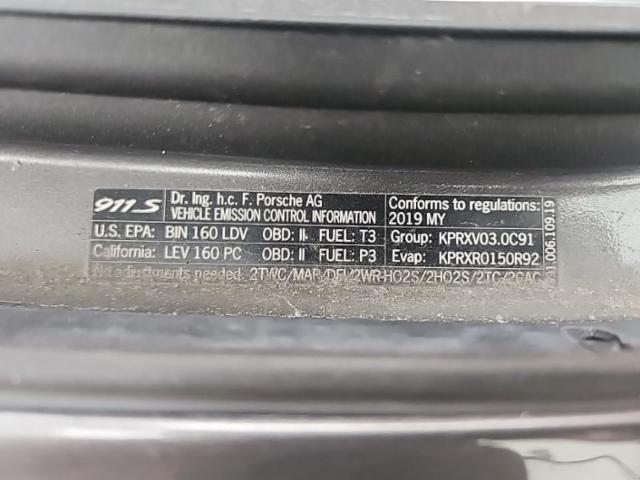 911 S
Dr. Ing. h.c. F. Porsche AG
VEHICLE EMISSION CONTROL INFORMATION
Conforms to regulations:
2019 MY
U.S. EPA: BIN 160 LDV OBD: II FUEL: T3
Group: KPRXV03.0C91
California: LEV 160 PC OBD: II FUEL: P3
Evap: KPRXR0150R92
No adjustments needed. 2TWC/MAP/DFI/2WR-HO2S/2HO2S/2TC/2CAC
006.109.19